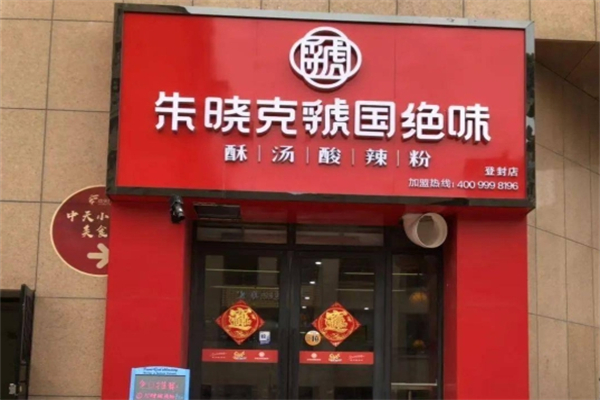 虢
朱晓克虢国绝味
酥|汤|酸|辣|粉
登封店
加盟热线:400 999 8196
中天小
美食